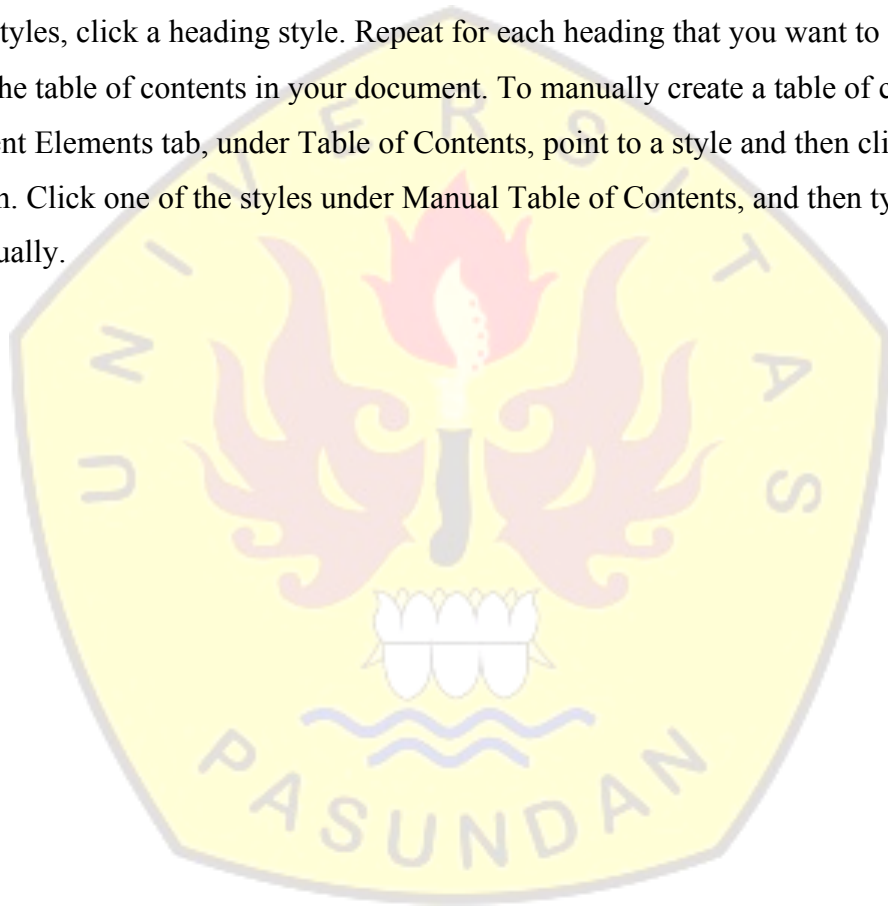 tyles, click a heading style. Repeat for each heading that you want to
he table of contents in your document. To manually create a table of c
ent Elements tab, under Table of Contents, point to a style and then cli
n. Click one of the styles under Manual Table of Contents, and then ty
ually.
UNIVERSITAS
PASUNDAN